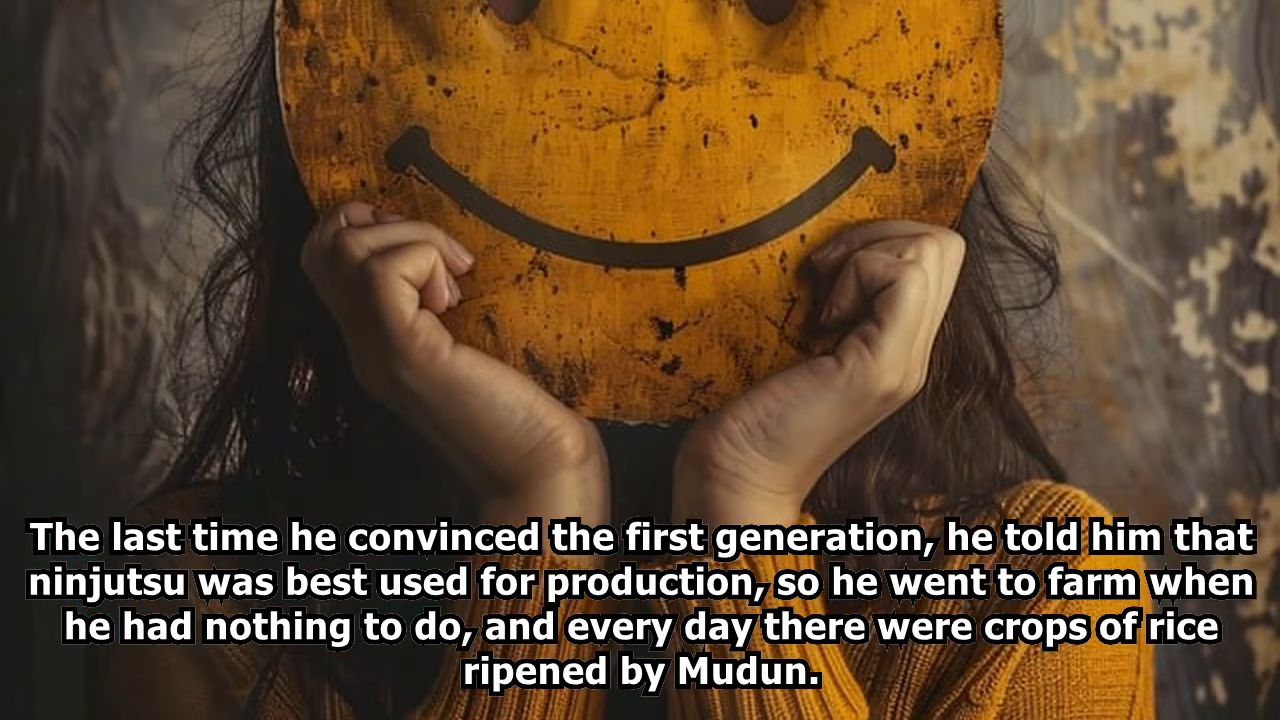 The last time he convinced the first generation, he told him that
ninjutsu was best used for production, so he went to farm when
he had nothing to do, and every day there were crops of rice
ripened by Mudun.